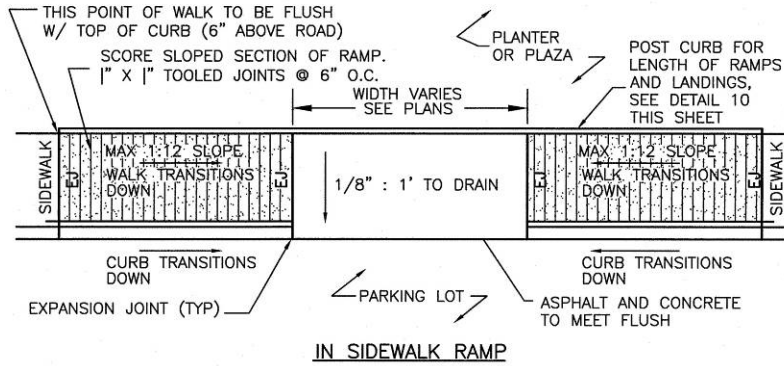 THIS POINT OF WALK TO BE FLUSH
W/ TOP OF CURB (6" ABOVE ROAD)
SCORE SLOPED SECTION OF RAMP.
1" X 1" TOOLED JOINTS @ 6" O.C.
PLANTER
OR PLAZA
POST CURB FOR
LENGTH OF RAMPS
AND LANDINGS,
SEE DETAIL 10
THIS SHEET
WIDTH VARIES
SEE PLANS
SIDEWALK
EJ
MAX 1:12 SLOPE
WALK TRANSITIONS
DOWN
EJ
1/8" : 1' TO DRAIN
EJ
MAX 1:12 SLOPE
WALK TRANSITIONS
DOWN
EJ
SIDEWALK
CURB TRANSITIONS
DOWN
CURB TRANSITIONS
DOWN
EXPANSION JOINT (TYP)
PARKING LOT
ASPHALT AND CONCRETE
TO MEET FLUSH
IN SIDEWALK RAMP